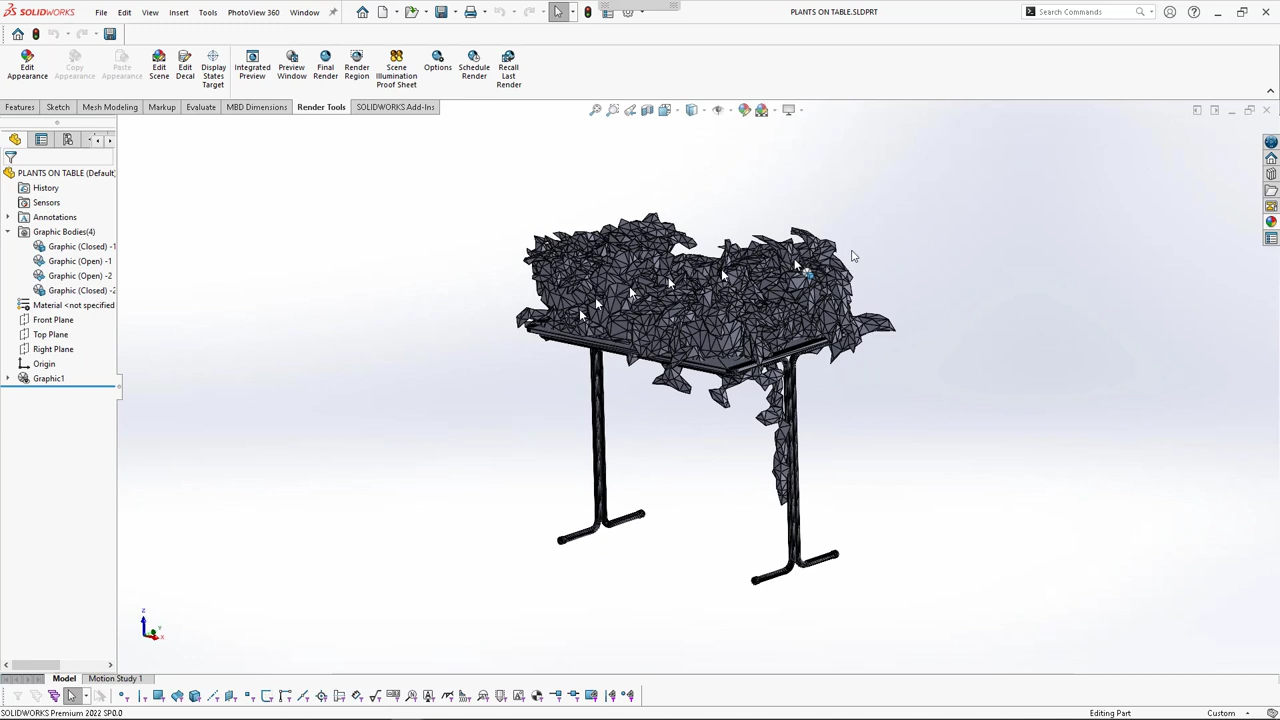 SOLIDWORKS File Edit View Insert Tools PhotoView 360 Window PLANTS ON TABLE.SLDPRT Search Commands
Edit Appearance Copy Appearance Paste Appearance Edit Scene Edit Decal Display States Target Integrated Preview Preview Window Final Render Render Region Scene Illumination Proof Sheet Options Schedule Render Recall Last Render
Features Sketch Mesh Modeling Markup Evaluate MBD Dimensions Render Tools SOLIDWORKS Add-Ins
PLANTS ON TABLE (Default)
History
Sensors
Annotations
Graphic Bodies(4)
Graphic (Closed) -1
Graphic (Open) -1
Graphic (Open) -2
Graphic (Closed) -2
Material <not specified
Front Plane
Top Plane
Right Plane
Origin
Graphic1
Z
Y
X
Model Motion Study 1
SOLIDWORKS Premium 2022 SP0.0 Editing Part Custom